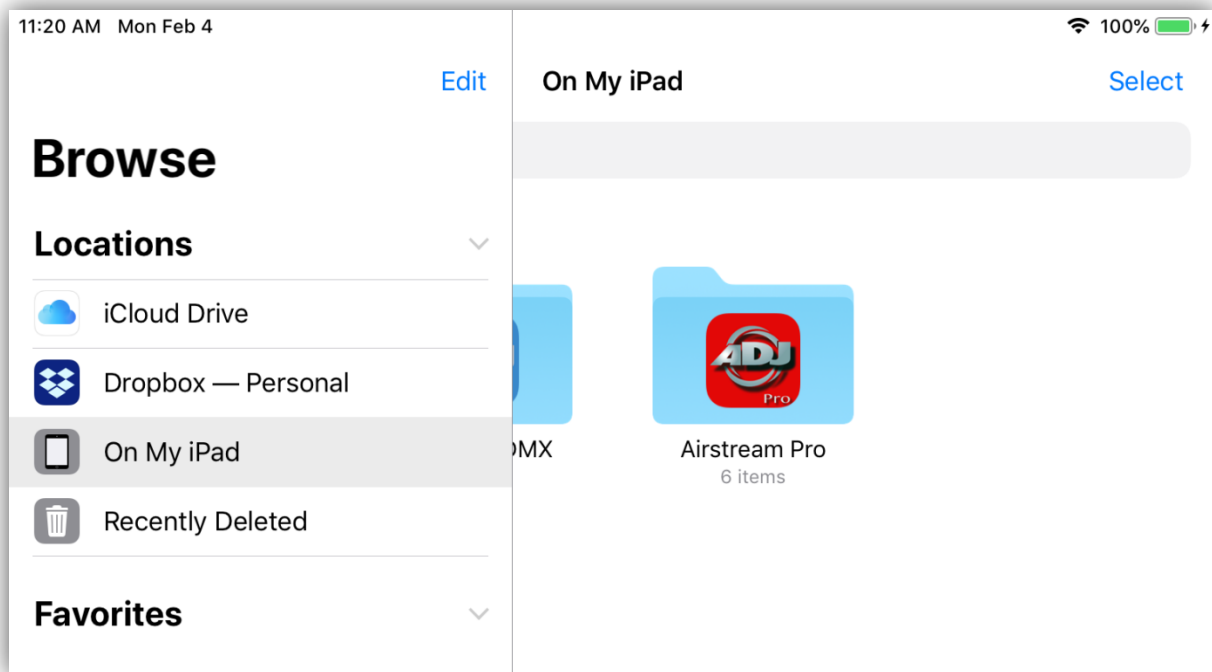 11:20 AM Mon Feb 4
100%
Edit
On My iPad
Select
Browse
Locations
iCloud Drive
Dropbox — Personal
On My iPad
Recently Deleted
Favorites
ADJ
Pro
DMX
Airstream Pro
6 items